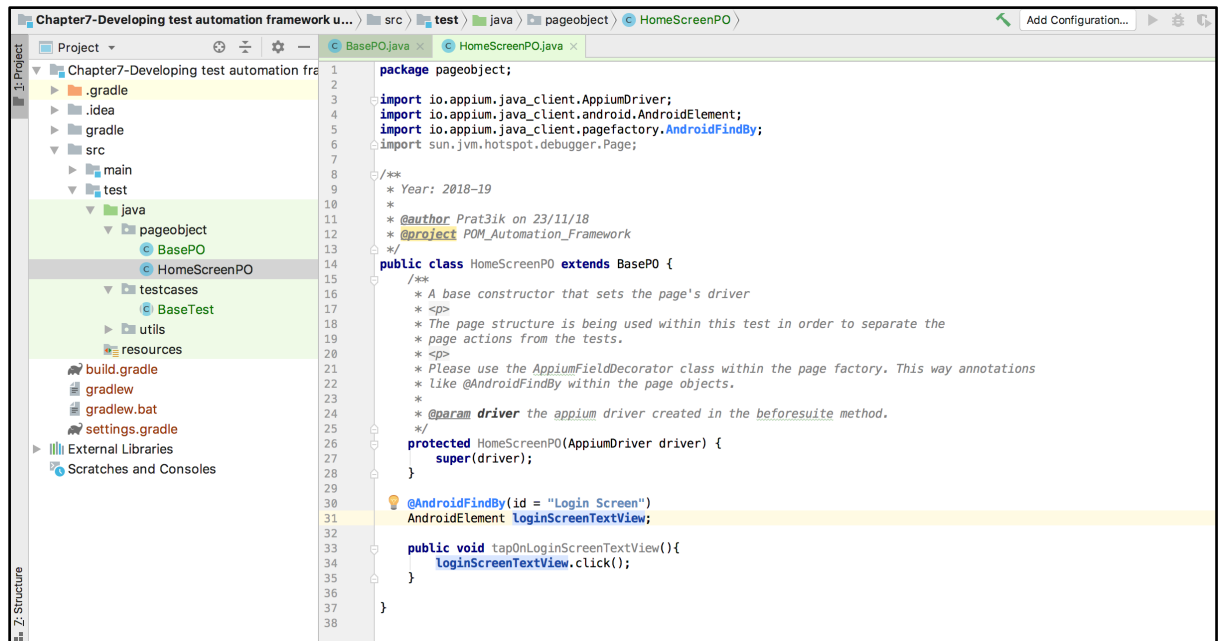 Chapter7-Developing test automation framework u... src test java pageobject HomeScreenPO Add Configuration...
1: Project
Project
BasePO.java HomeScreenPO.java
Chapter7-Developing test automation fra
.gradle
.idea
gradle
src
main
test
java
pageobject
BasePO
HomeScreenPO
testcases
BaseTest
utils
resources
build.gradle
gradlew
gradlew.bat
settings.gradle
External Libraries
Scratches and Consoles
Z: Structure
1 package pageobject;
2
3 import io.appium.java_client.AppiumDriver;
4 import io.appium.java_client.android.AndroidElement;
5 import io.appium.java_client.pagefactory.AndroidFindBy;
6 import sun.jvm.hotspot.debugger.Page;
7
8 /**
9 * Year: 2018-19
10 *
11 * @author Prat3ik on 23/11/18
12 * @project POM_Automation_Framework
13 */
14 public class HomeScreenPO extends BasePO {
15 /**
16 * A base constructor that sets the page's driver
17 * <p>
18 * The page structure is being used within this test in order to separate the
19 * page actions from the tests.
20 * <p>
21 * Please use the AppiumFieldDecorator class within the page factory. This way annotations
22 * like @AndroidFindBy within the page objects.
23 *
24 * @param driver the appium driver created in the beforesuite method.
25 */
26 protected HomeScreenPO(AppiumDriver driver) {
27 super(driver);
28 }
29
30 @AndroidFindBy(id = "Login Screen")
31 AndroidElement loginScreenTextView;
32
33 public void tapOnLoginScreenTextView(){
34 loginScreenTextView.click();
35 }
36
37 }
38